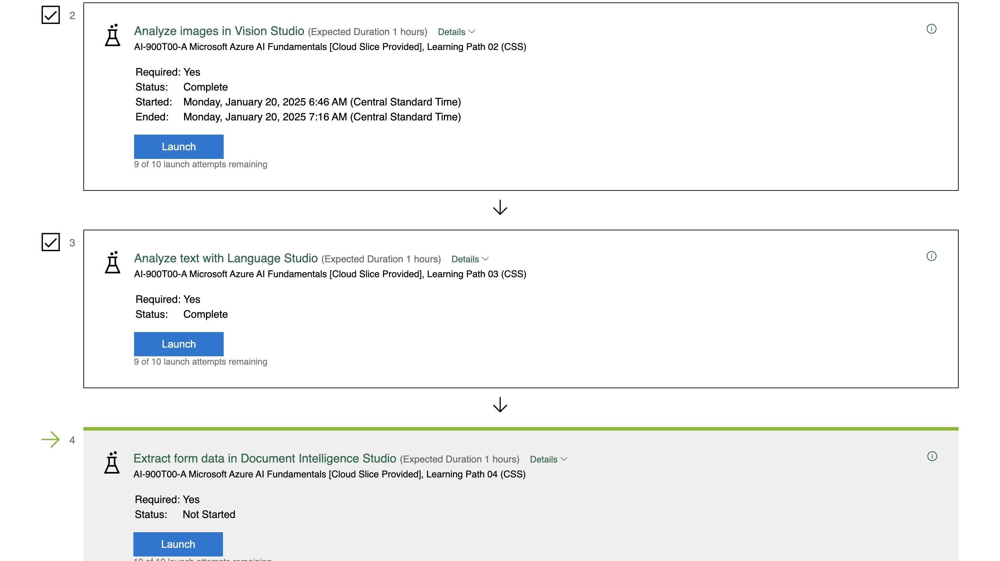 2
Analyze images in Vision Studio (Expected Duration 1 hours) Details
AI-900T00-A Microsoft Azure AI Fundamentals [Cloud Slice Provided], Learning Path 02 (CSS)
Required: Yes
Status: Complete
Started: Monday, January 20, 2025 6:46 AM (Central Standard Time)
Ended: Monday, January 20, 2025 7:16 AM (Central Standard Time)
Launch
9 of 10 launch attempts remaining
3
Analyze text with Language Studio (Expected Duration 1 hours) Details
AI-900T00-A Microsoft Azure AI Fundamentals [Cloud Slice Provided], Learning Path 03 (CSS)
Required: Yes
Status: Complete
Launch
9 of 10 launch attempts remaining
4
Extract form data in Document Intelligence Studio (Expected Duration 1 hours) Details
AI-900T00-A Microsoft Azure AI Fundamentals [Cloud Slice Provided], Learning Path 04 (CSS)
Required: Yes
Status: Not Started
Launch
10 of 10 launch attempts remaining